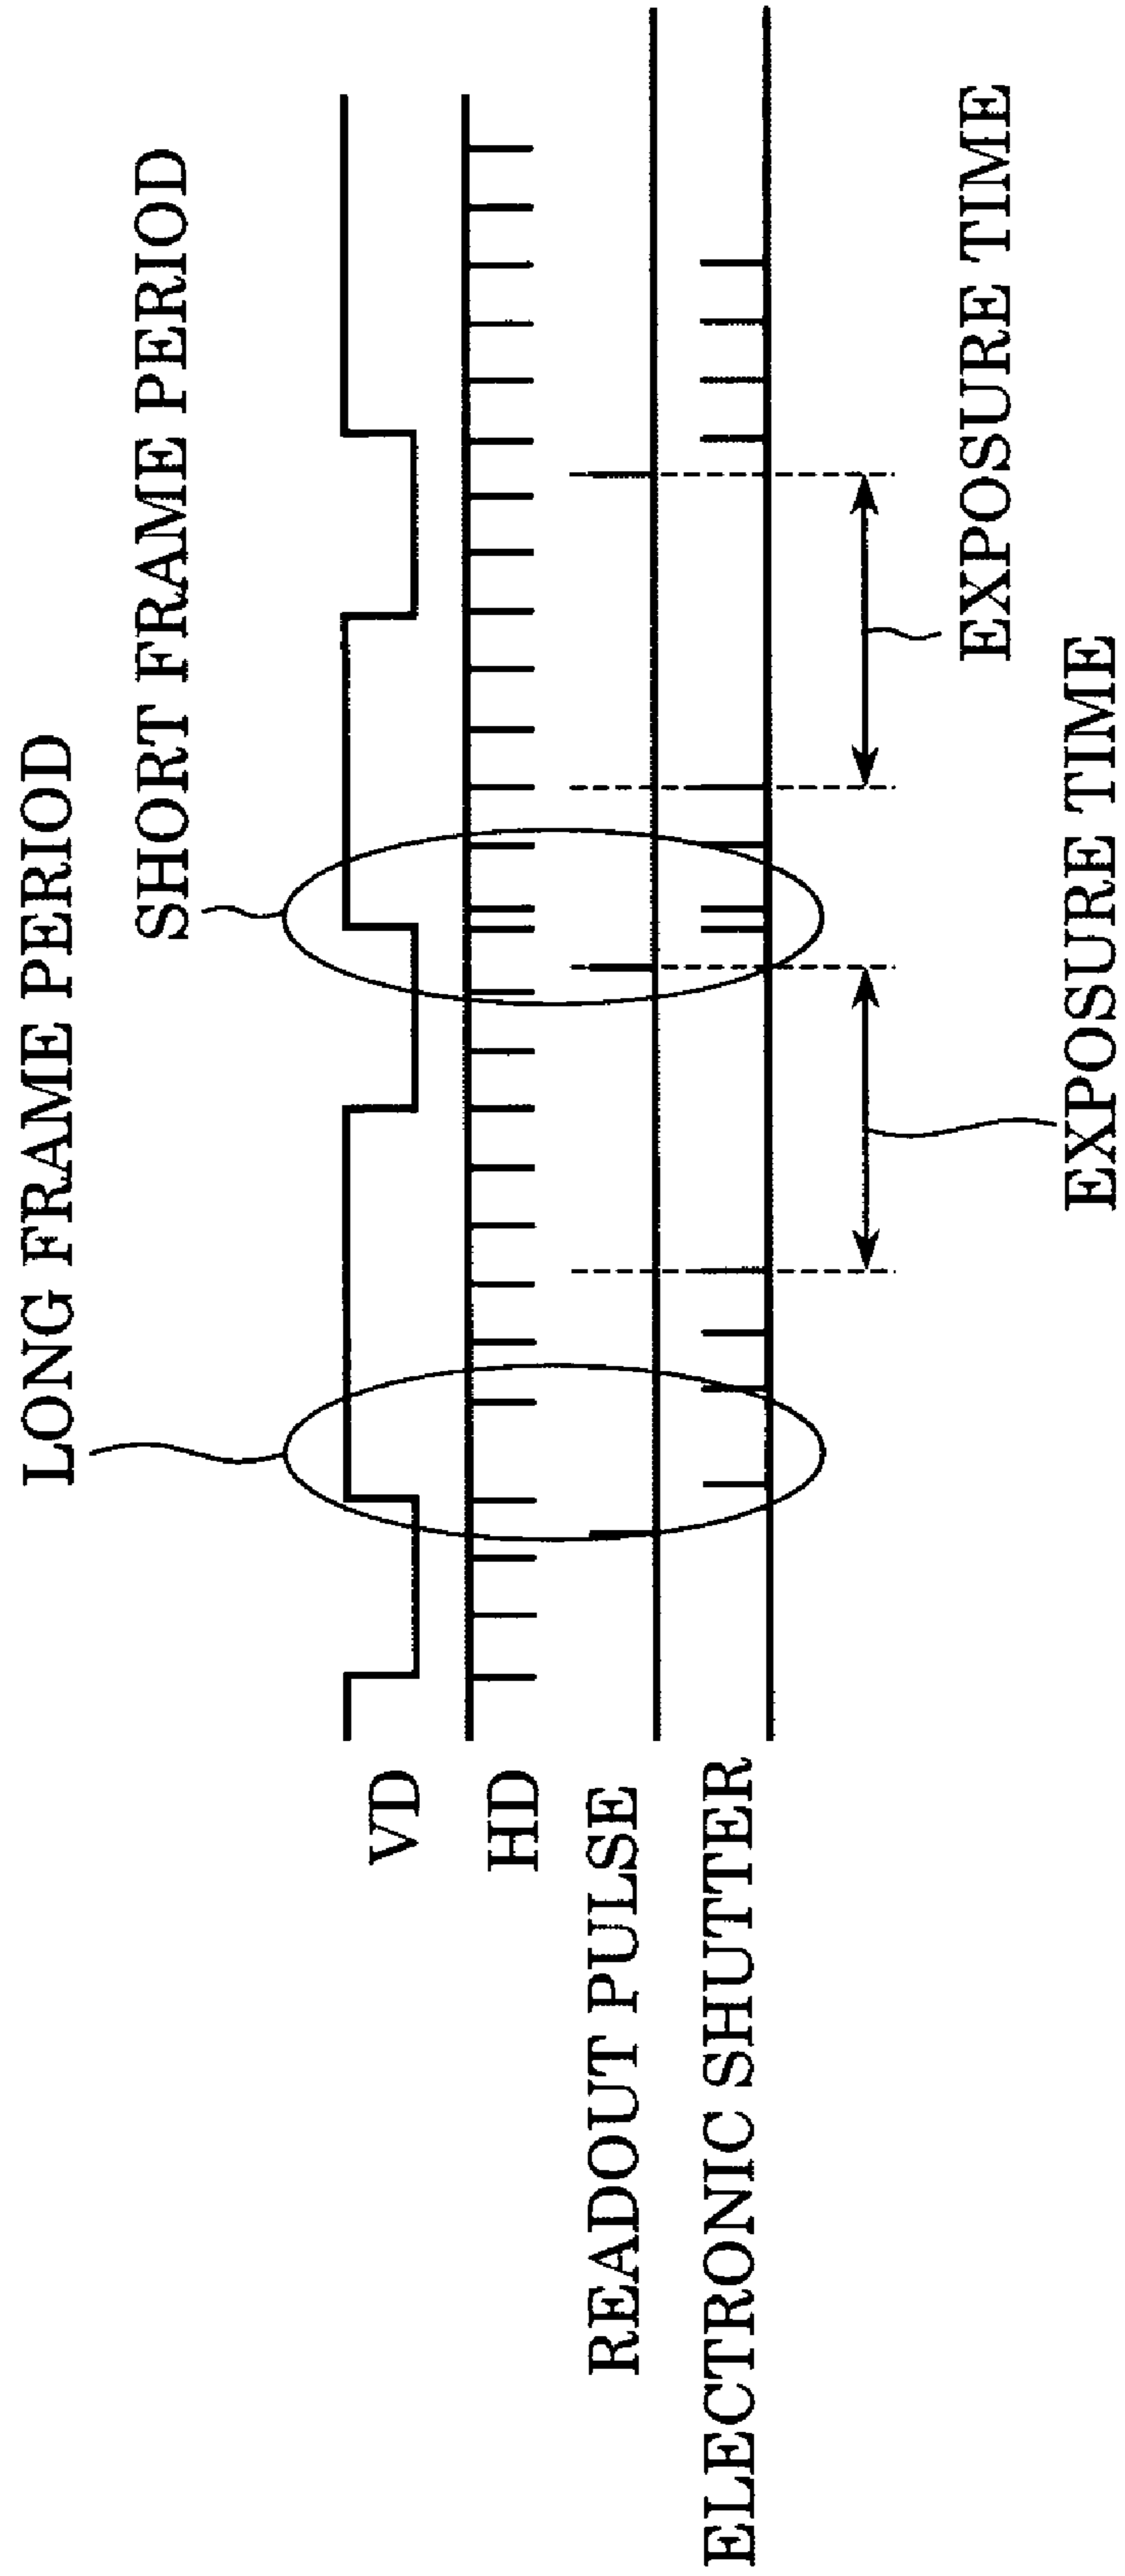 LONG FRAME PERIOD
SHORT FRAME PERIOD
VD
HD
READOUT PULSE
ELECTRONIC SHUTTER
EXPOSURE TIME
EXPOSURE TIME